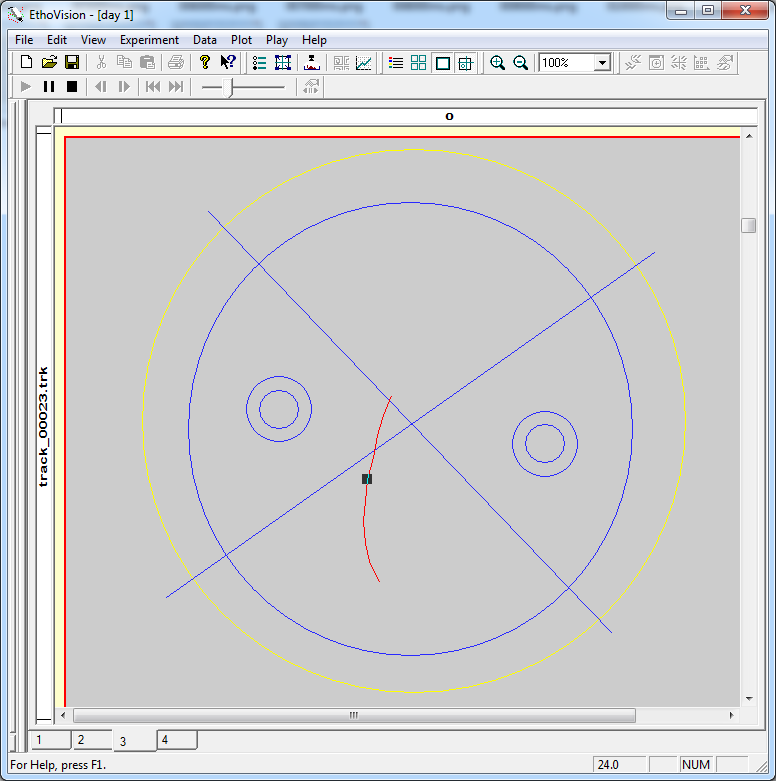 EthoVision - [day 1]
File Edit View Experiment Data Plot Play Help
100%
o
track_00023.trk
1 2 3 4
For Help, press F1.
24.0 NUM